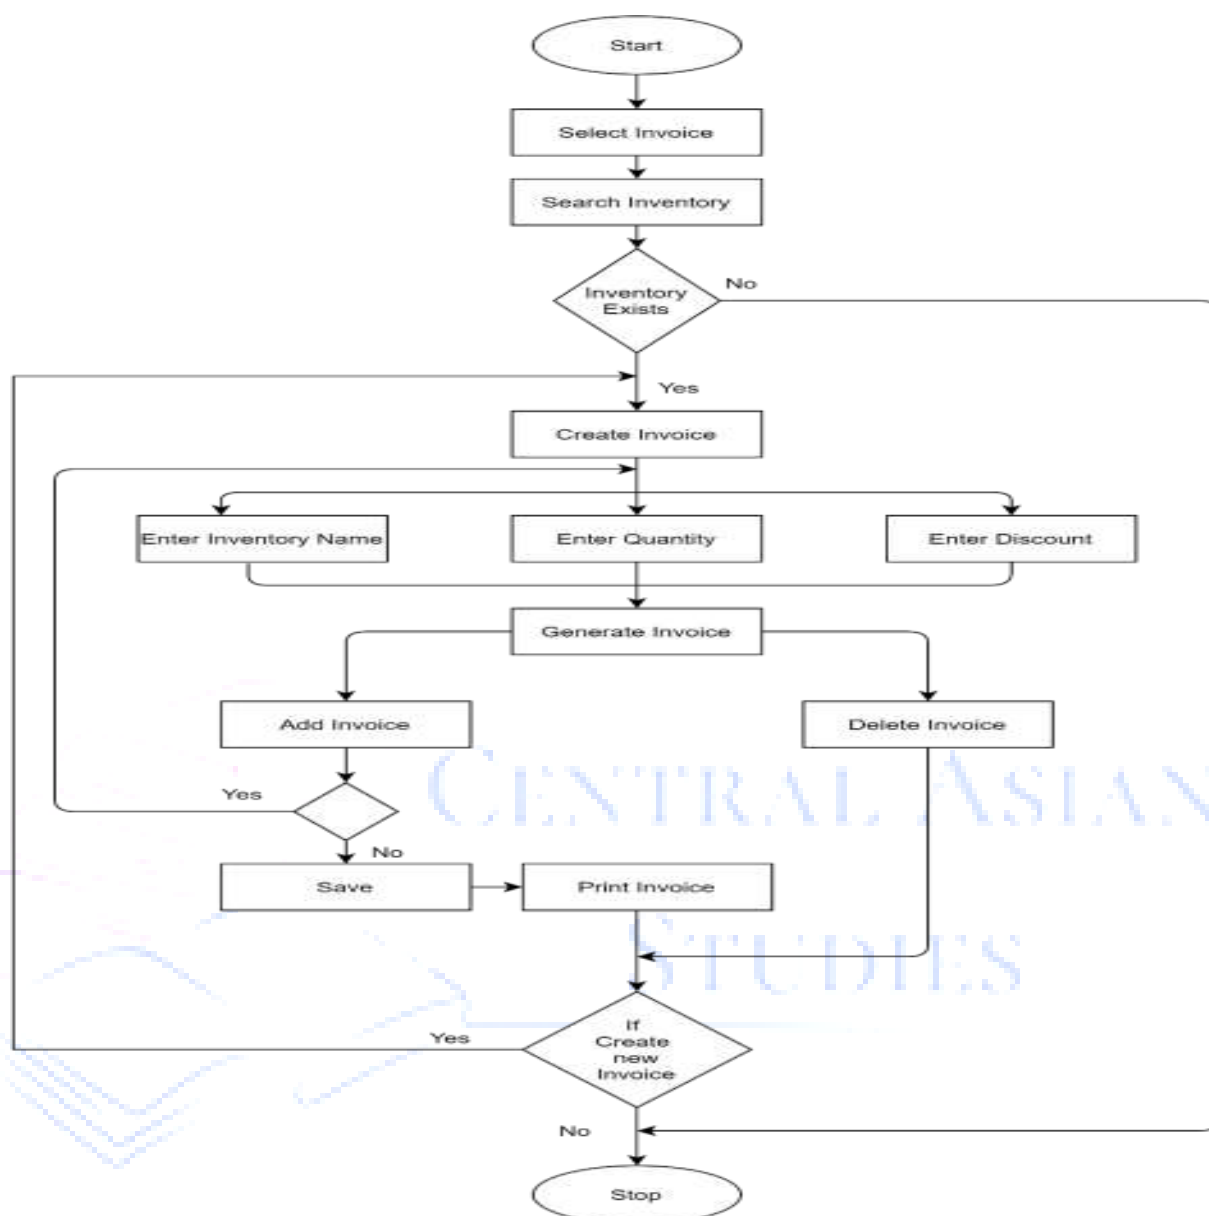 Start
Select Invoice
Search Inventory
Inventory
Exists
No
Yes
Create Invoice
Enter Inventory Name
Enter Quantity
Enter Discount
Generate Invoice
Add Invoice
Delete Invoice
CENTRAL ASIAN
Yes
No
Save
Print Invoice
STUDIES
If
Create
new
Invoice
Yes
No
Stop